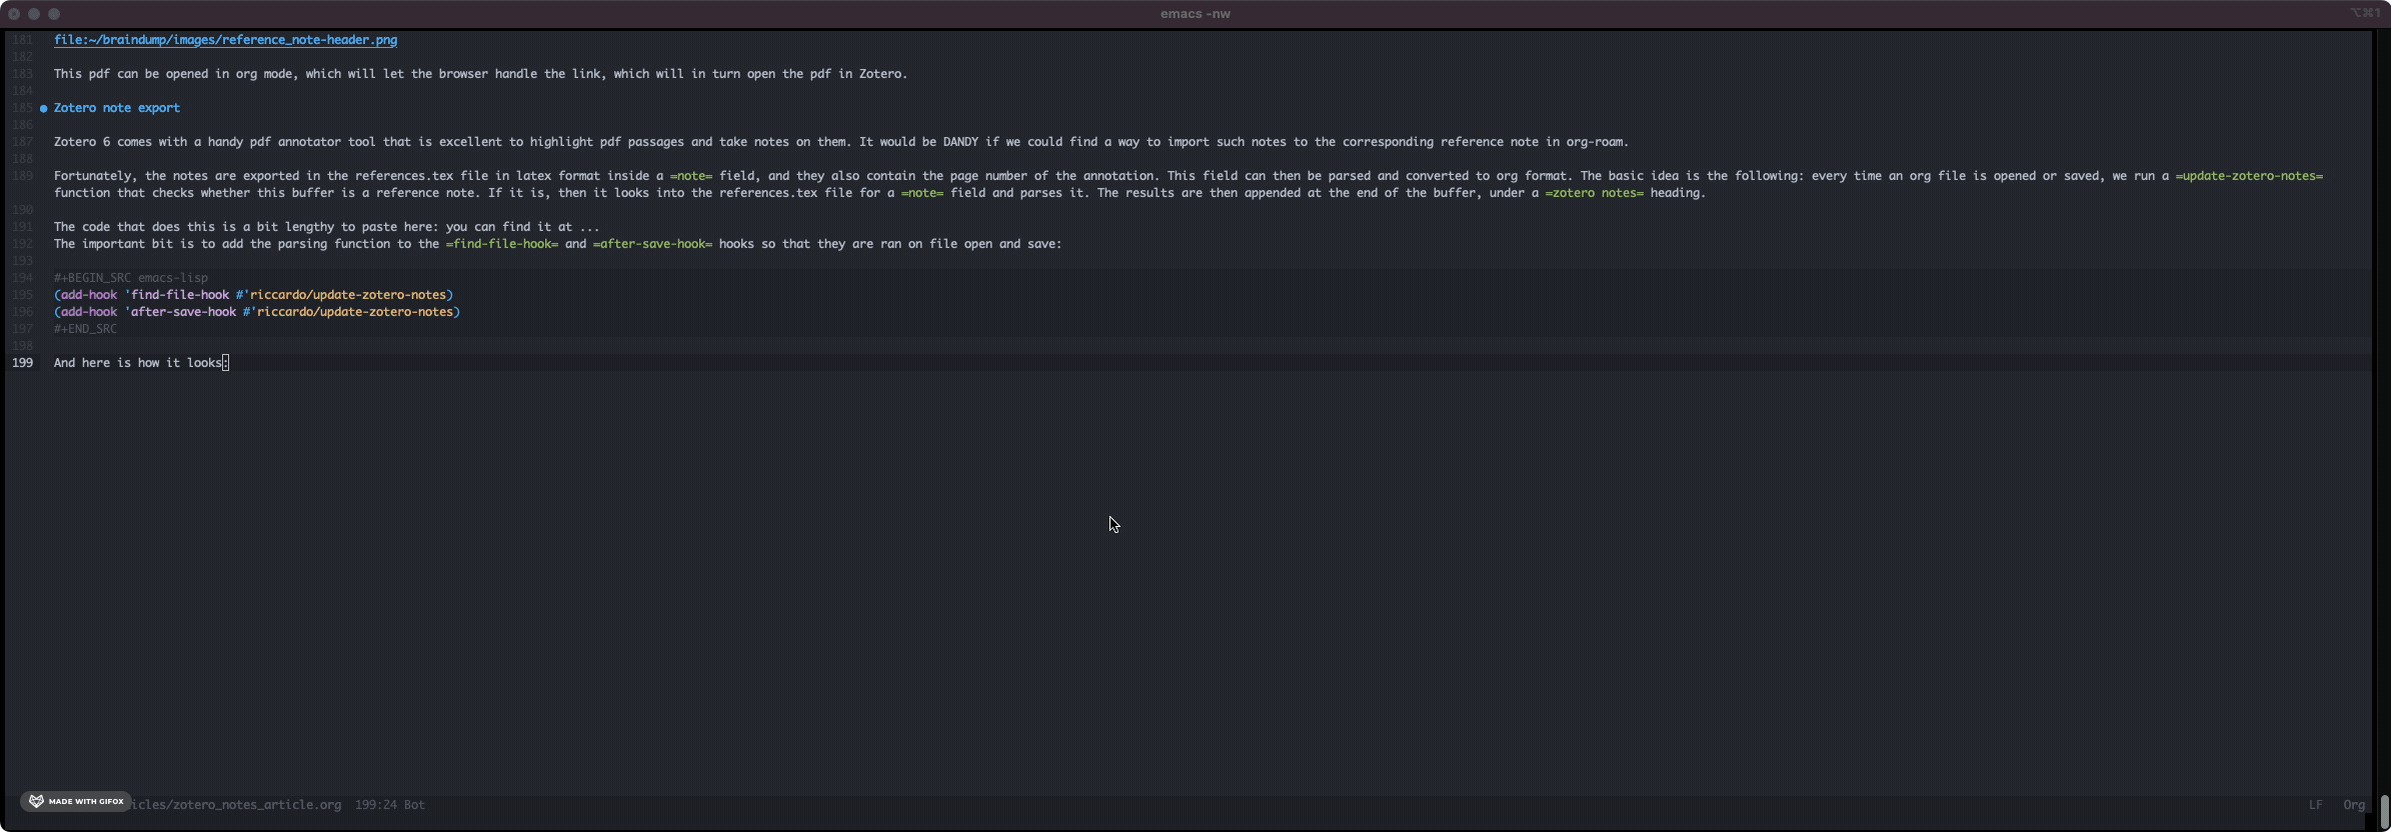 emacs -nw
⌥⌘1
181 file:~/braindump/images/reference_note-header.png
182
183 This pdf can be opened in org mode, which will let the browser handle the link, which will in turn open the pdf in Zotero.
184
185 ● Zotero note export
186
187 Zotero 6 comes with a handy pdf annotator tool that is excellent to highlight pdf passages and take notes on them. It would be DANDY if we could find a way to import such notes to the corresponding reference note in org-roam.
188
189 Fortunately, the notes are exported in the references.tex file in latex format inside a =note= field, and they also contain the page number of the annotation. This field can then be parsed and converted to org format. The basic idea is the following: every time an org file is opened or saved, we run a =update-zotero-notes=
function that checks whether this buffer is a reference note. If it is, then it looks into the references.tex file for a =note= field and parses it. The results are then appended at the end of the buffer, under a =zotero notes= heading.
190
191 The code that does this is a bit lengthy to paste here: you can find it at ...
192 The important bit is to add the parsing function to the =find-file-hook= and =after-save-hook= hooks so that they are ran on file open and save:
193
194 #+BEGIN_SRC emacs-lisp
195 (add-hook 'find-file-hook #'riccardo/update-zotero-notes)
196 (add-hook 'after-save-hook #'riccardo/update-zotero-notes)
197 #+END_SRC
198
199 And here is how it looks:
MADE WITH GIFOX
icles/zotero_notes_article.org 199:24 Bot
LF Org